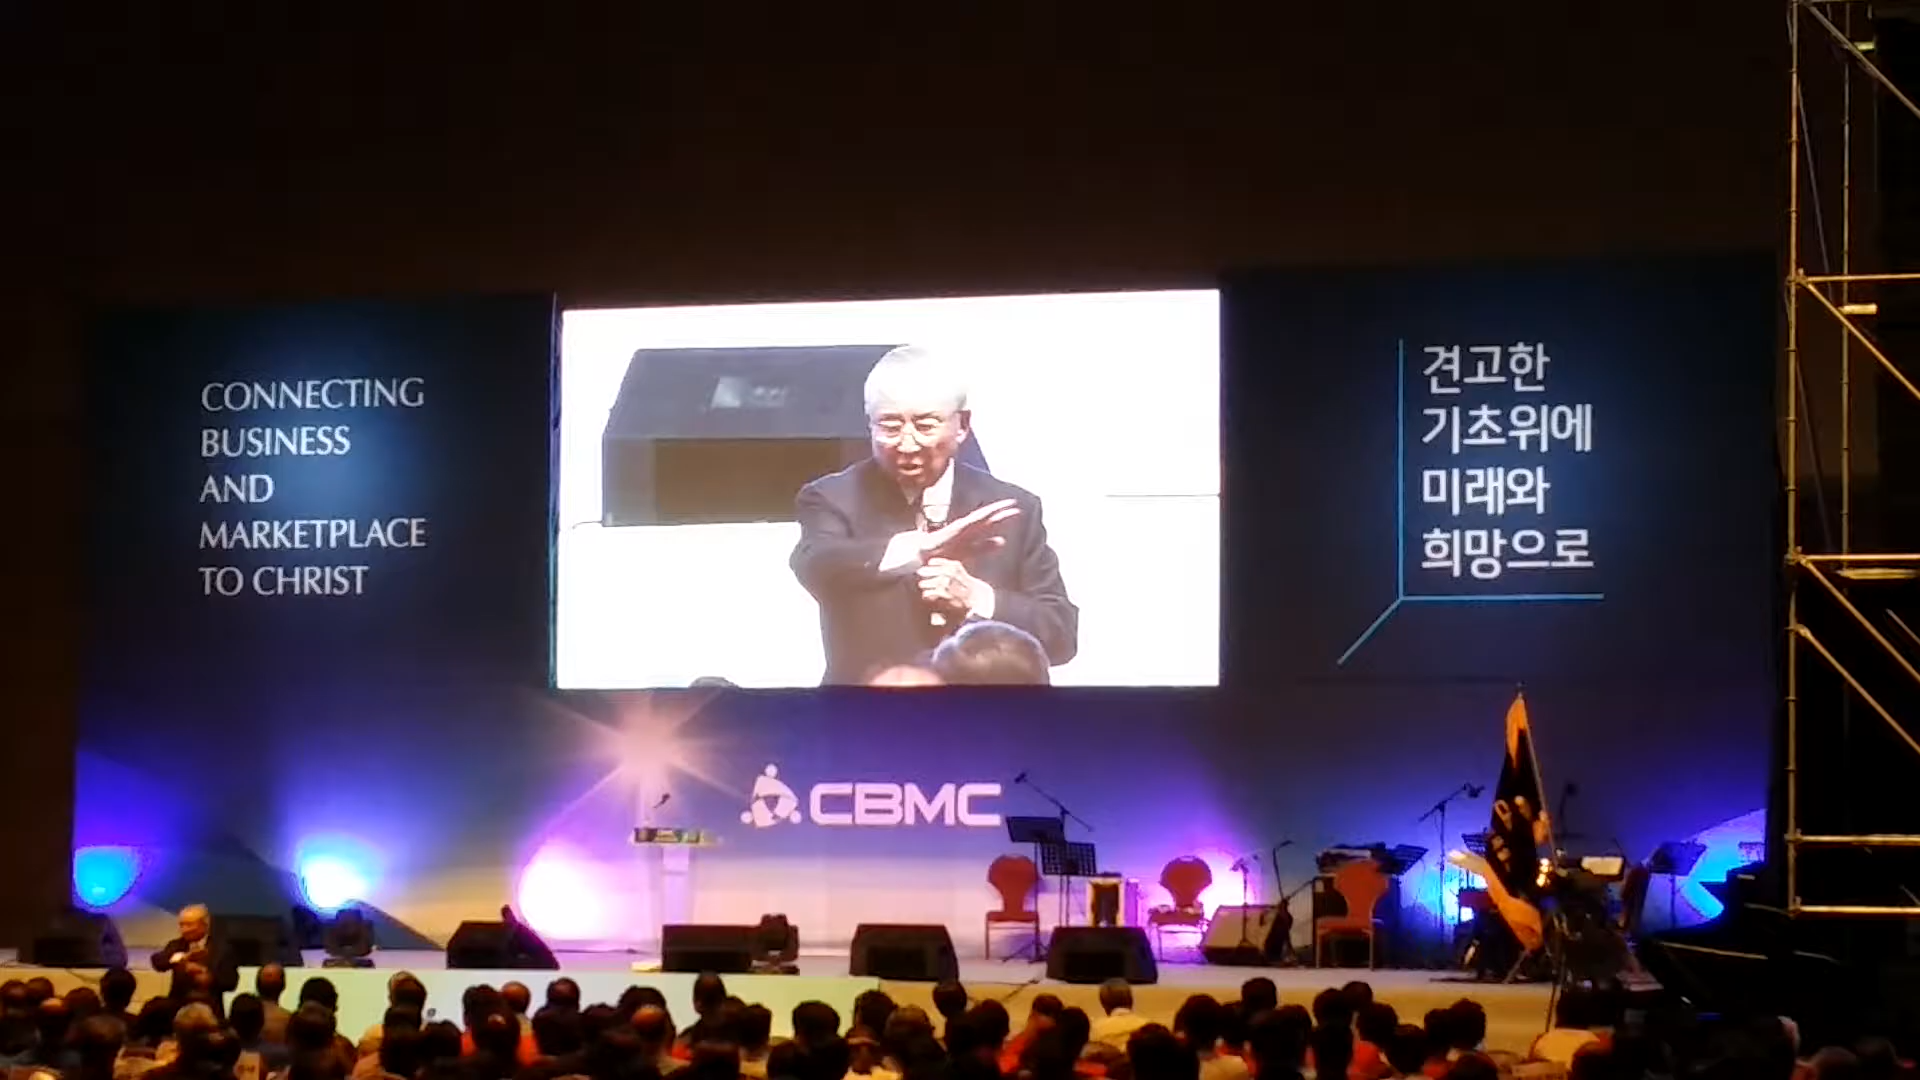 CONNECTING
BUSINESS
AND
MARKETPLACE
TO CHRIST
견고한
기초위에
미래와
희망으로
CBMC